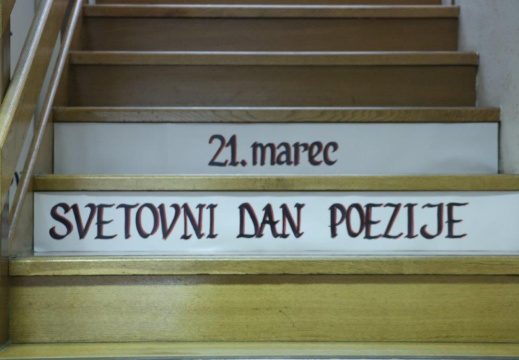 21. marec
SVETOVNI DAN POEZIJE